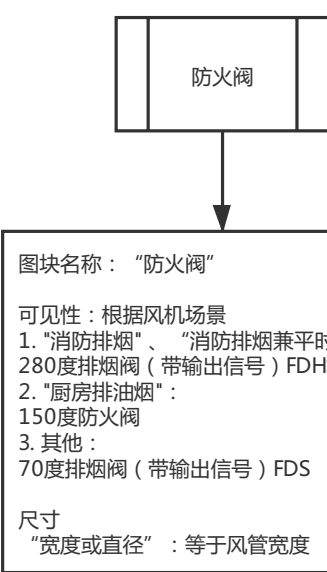 防火阀
图块名称：“防火阀”
可见性：根据风机场景
1. "消防排烟"、“消防排烟兼平时
280度排烟阀（带输出信号）FDH
2. "厨房排油烟"：
150度防火阀
3. 其他：
70度排烟阀（带输出信号）FDS
尺寸
“宽度或直径”：等于风管宽度